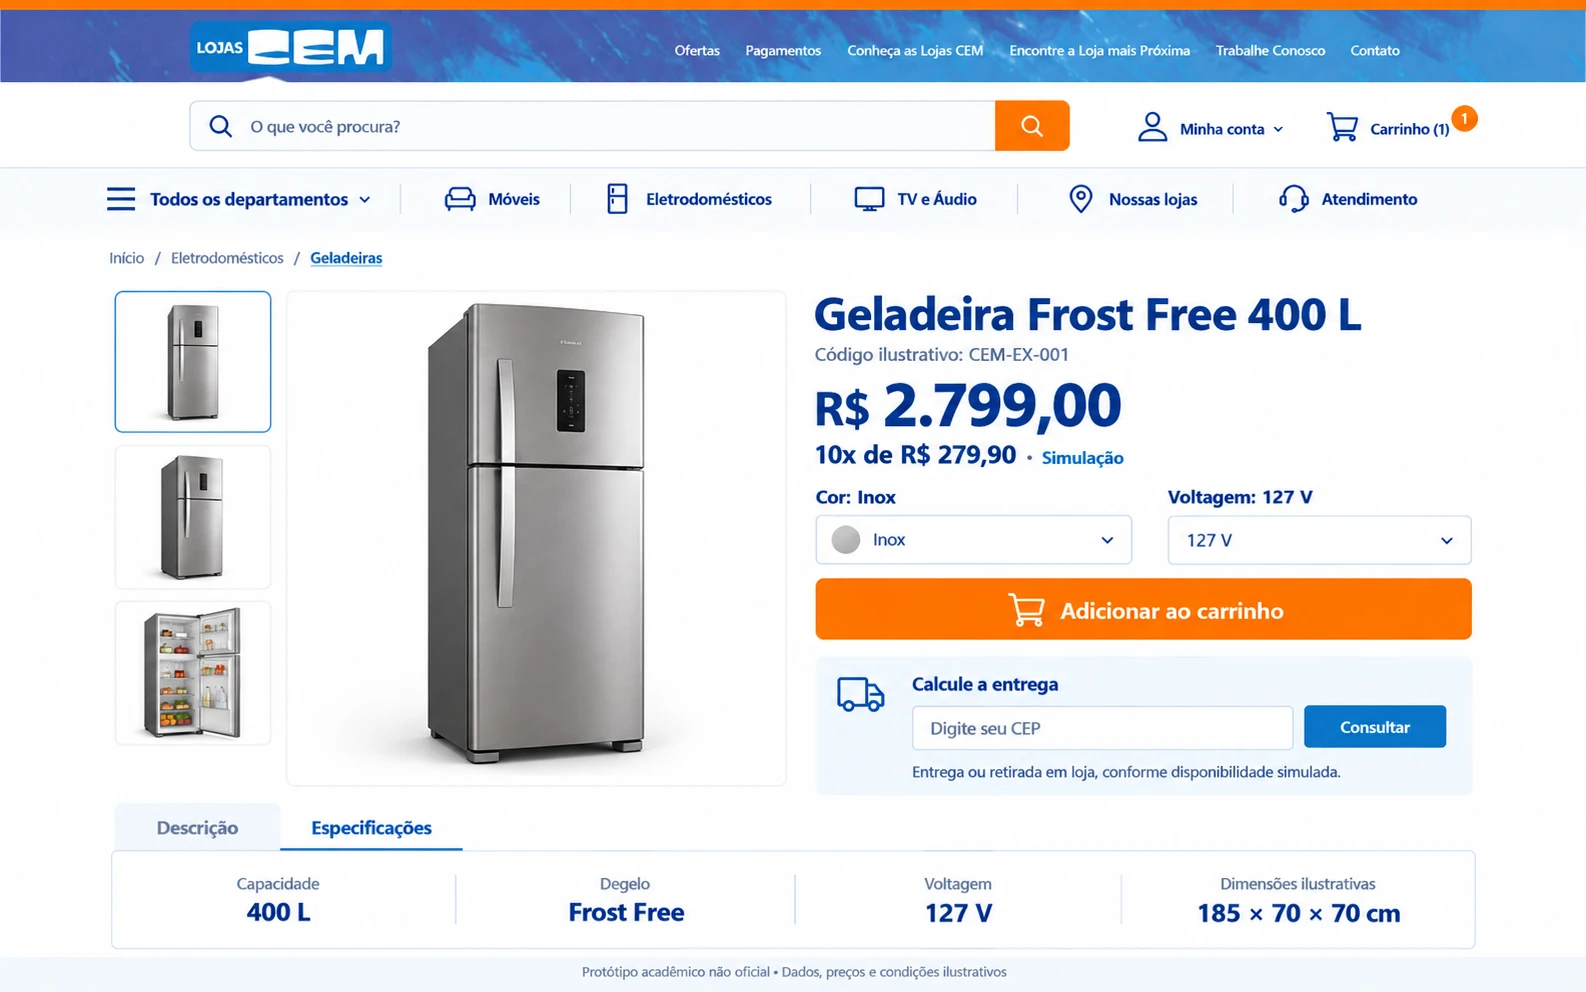 LOJAS CEM
Ofertas
Pagamentos
Conheça as Lojas CEM
Encontre a Loja mais Próxima
Trabalhe Conosco
Contato
O que você procura?
Minha conta
Carrinho (1)
1
Todos os departamentos
Móveis
Eletrodomésticos
TV e Áudio
Nossas lojas
Atendimento
Início / Eletrodomésticos / Geladeiras
Geladeira Frost Free 400 L
Código ilustrativo: CEM-EX-001
R$ 2.799,00
10x de R$ 279,90 • Simulação
Cor: Inox
Voltagem: 127 V
Inox
127 V
Adicionar ao carrinho
Calcule a entrega
Digite seu CEP
Consultar
Entrega ou retirada em loja, conforme disponibilidade simulada.
Descrição
Especificações
Capacidade
400 L
Degelo
Frost Free
Voltagem
127 V
Dimensões ilustrativas
185 × 70 × 70 cm
Protótipo acadêmico não oficial • Dados, preços e condições ilustrativos